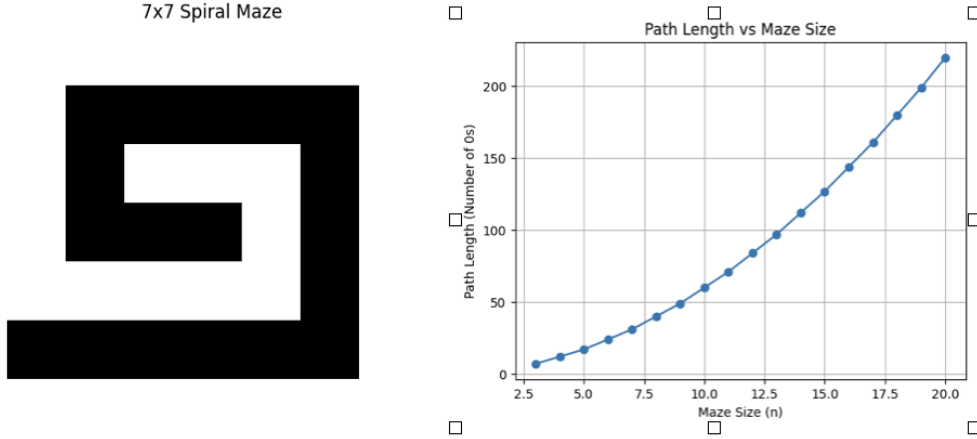 7x7 Spiral Maze
Path Length vs Maze Size
Path Length (Number of 0s)
200
150
100
50
0
2.5 5.0 7.5 10.0 12.5 15.0 17.5 20.0
Maze Size (n)